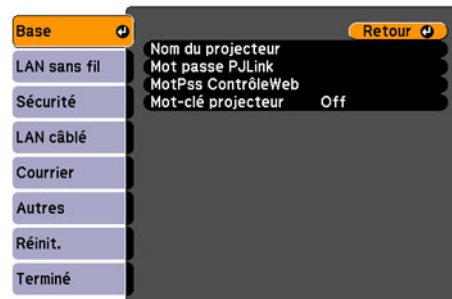 Base
LAN sans fil
Sécurité
LAN câblé
Courrier
Autres
Réinit.
Terminé
Retour
Nom du projecteur
Mot passe PJLink
MotPss ContrôleWeb
Mot-clé projecteur Off